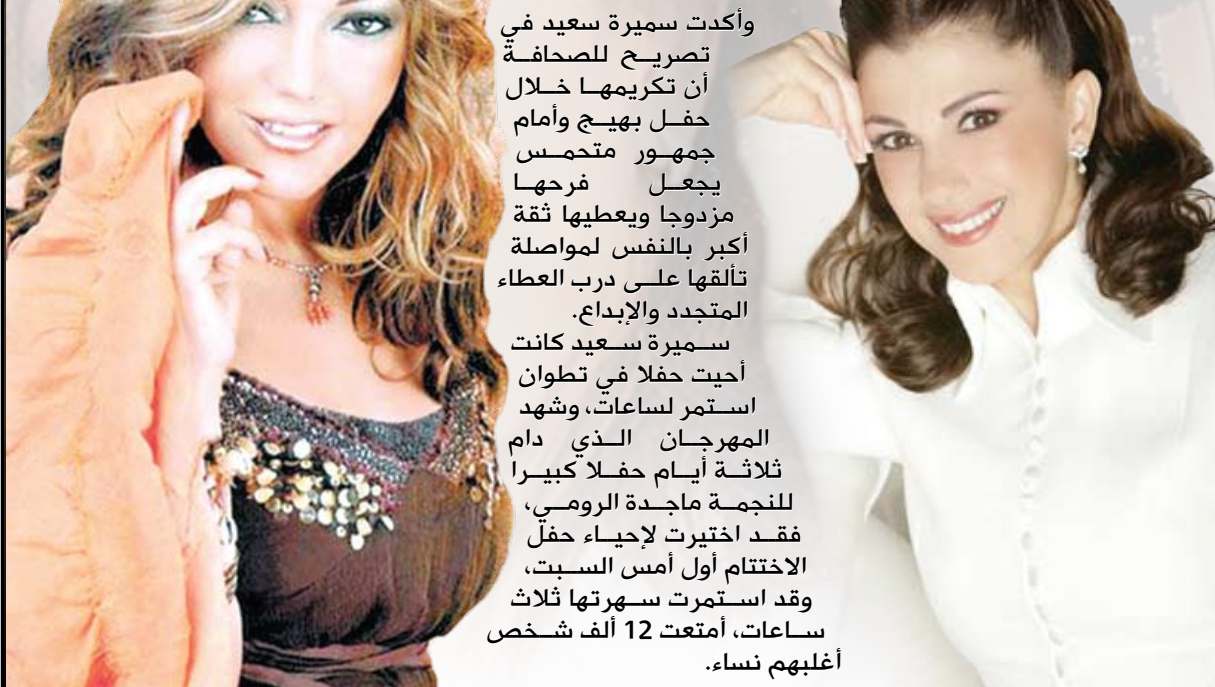 وأكدت سميرة سعيد في
تصريح للصحافة
أن تكريمها خلال
حفل بهيج وأمام
جمهور متحمس
يجعل فرحها
مزدوجا ويعطيها ثقة
أكبر بالنفس لمواصلة
تألقها على درب العطاء
المتجدد والإبداع.
سميرة سعيد كانت
أحيت حفلا في تطوان
استمر لساعات، وشهد
المهرجان الذي دام
ثلاثة أيام حفلا كبيرا
للنجمة ماجدة الرومي،
فقد اختيرت لإحياء حفل
الاختتام أول أمس السبت،
وقد استمرت سهرتها ثلاث
ساعات، أمتعت 12 ألف شخص
أغلبهم نساء.